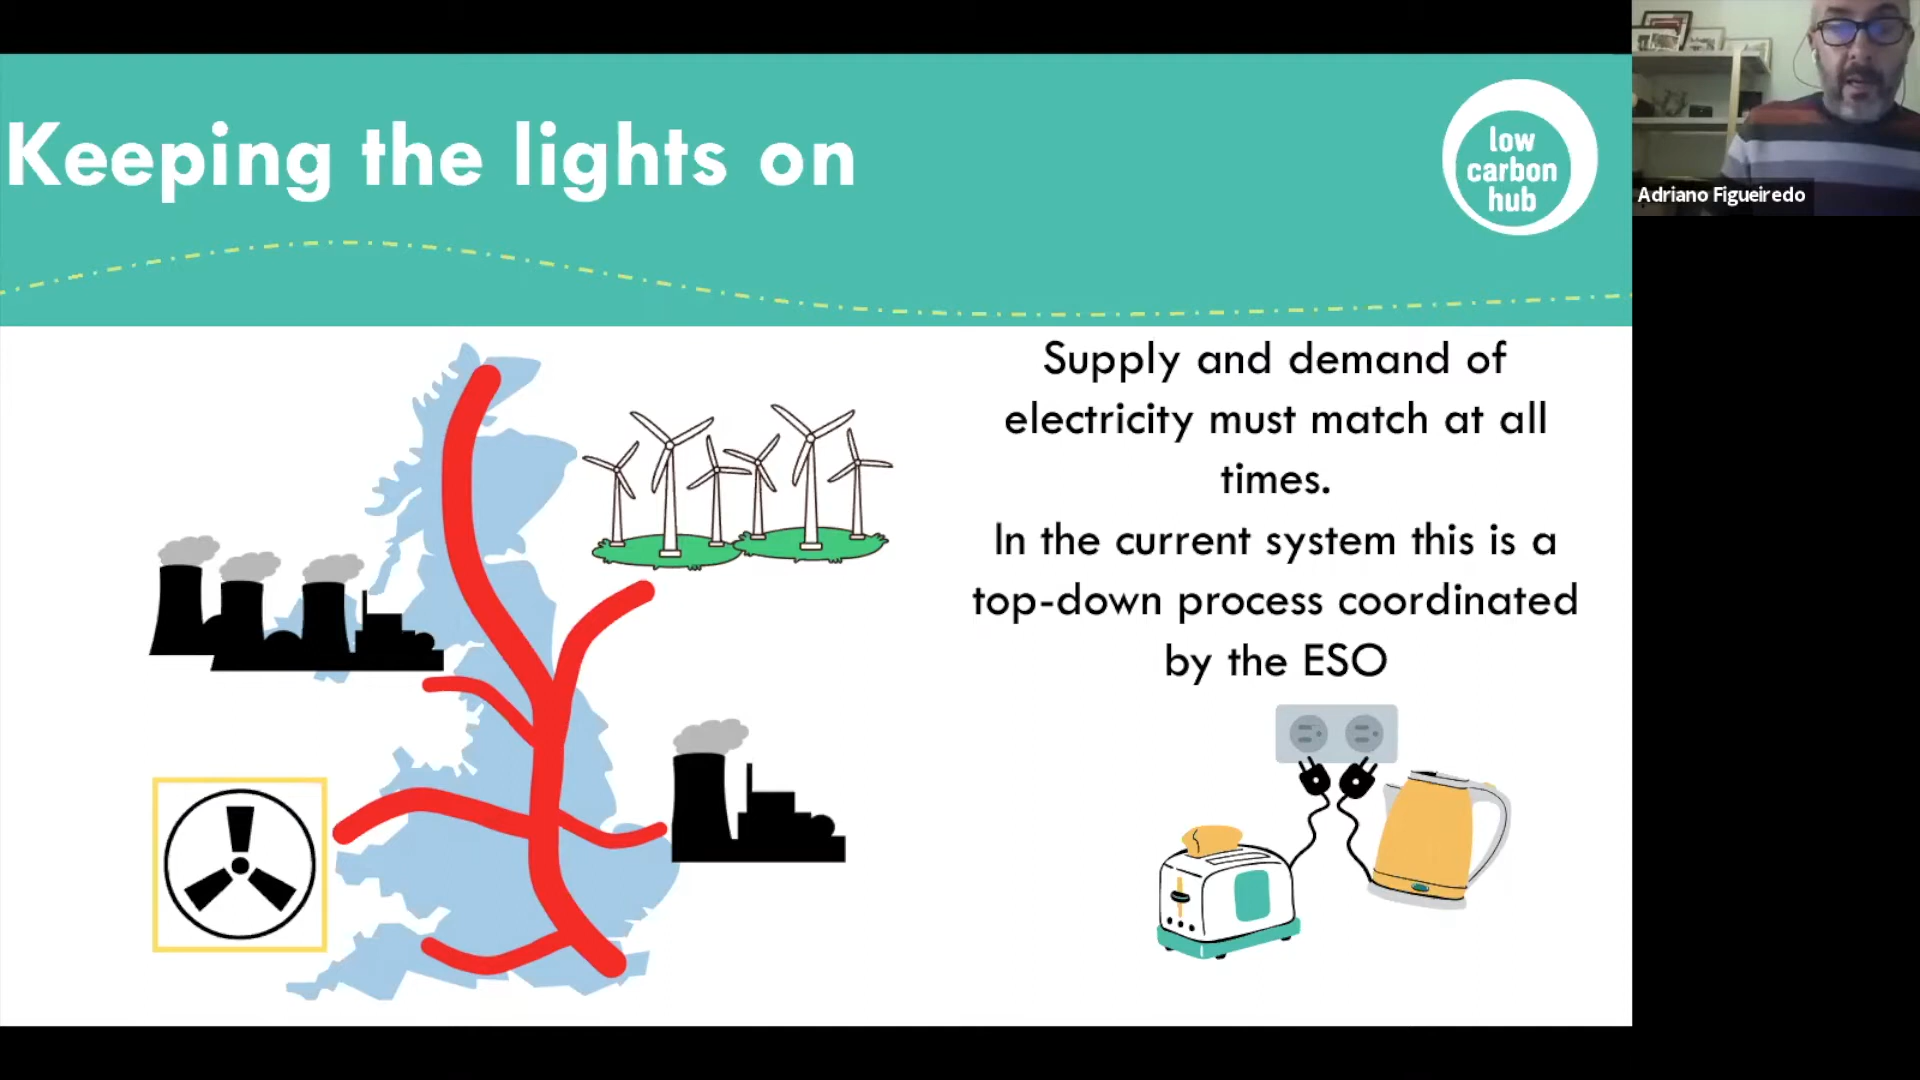 Keeping the lights on
low
carbon
hub
Adriano Figueiredo
Supply and demand of
electricity must match at all
times.
In the current system this is a
top-down process coordinated
by the ESO